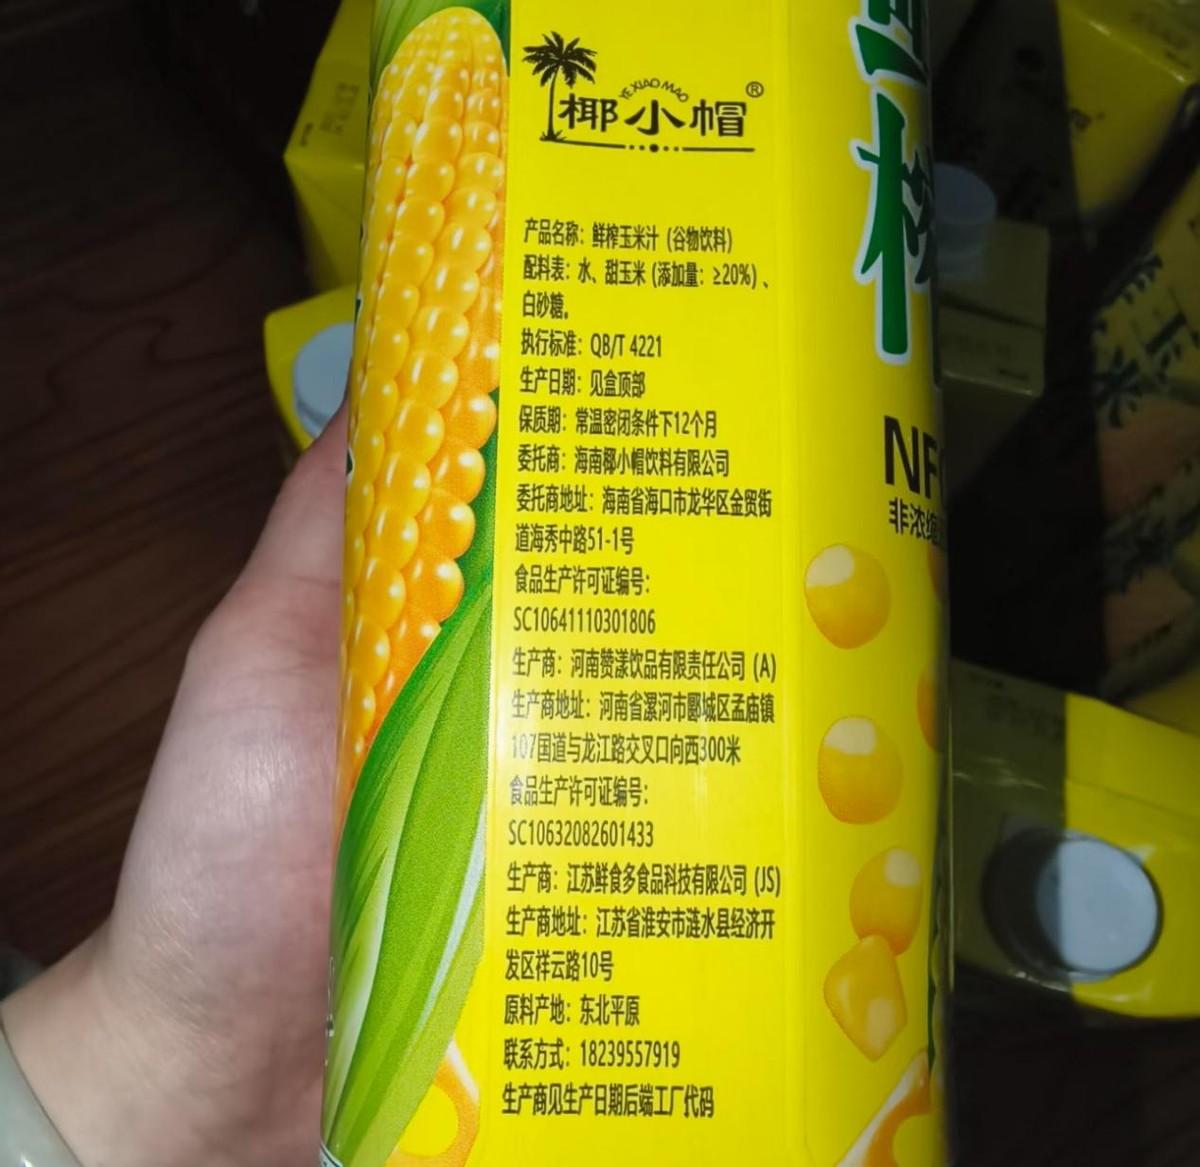 YE XIAO MAO
椰小帽®
产品名称：鲜榨玉米汁（谷物饮料）
配料表：水、甜玉米（添加量：≥20%）、
白砂糖。
执行标准：QB/T 4221
生产日期：见盒顶部
保质期：常温密闭条件下12个月
委托商：海南椰小帽饮料有限公司
委托商地址：海南省海口市龙华区金贸街
道海秀中路51-1号
食品生产许可证编号：
SC10641110301806
生产商：河南赞漾饮品有限责任公司（A）
生产商地址：河南省漯河市郾城区孟庙镇
107国道与龙江路交叉口向西300米
食品生产许可证编号：
SC10632082601433
生产商：江苏鲜食多食品科技有限公司（JS）
生产商地址：江苏省淮安市涟水县经济开
发区祥云路10号
原料产地：东北平原
联系方式：18239557919
生产商见生产日期后端工厂代码
NF
非浓缩